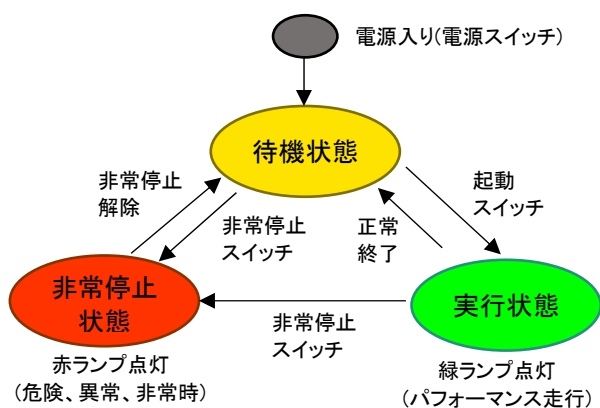 電源入り(電源スイッチ)
待機状態
非常停止
解除
非常停止
スイッチ
正常
終了
起動
スイッチ
非常停止
状態
実行状態
非常停止
スイッチ
赤ランプ点灯
(危険、異常、非常時)
緑ランプ点灯
(パフォーマンス走行)